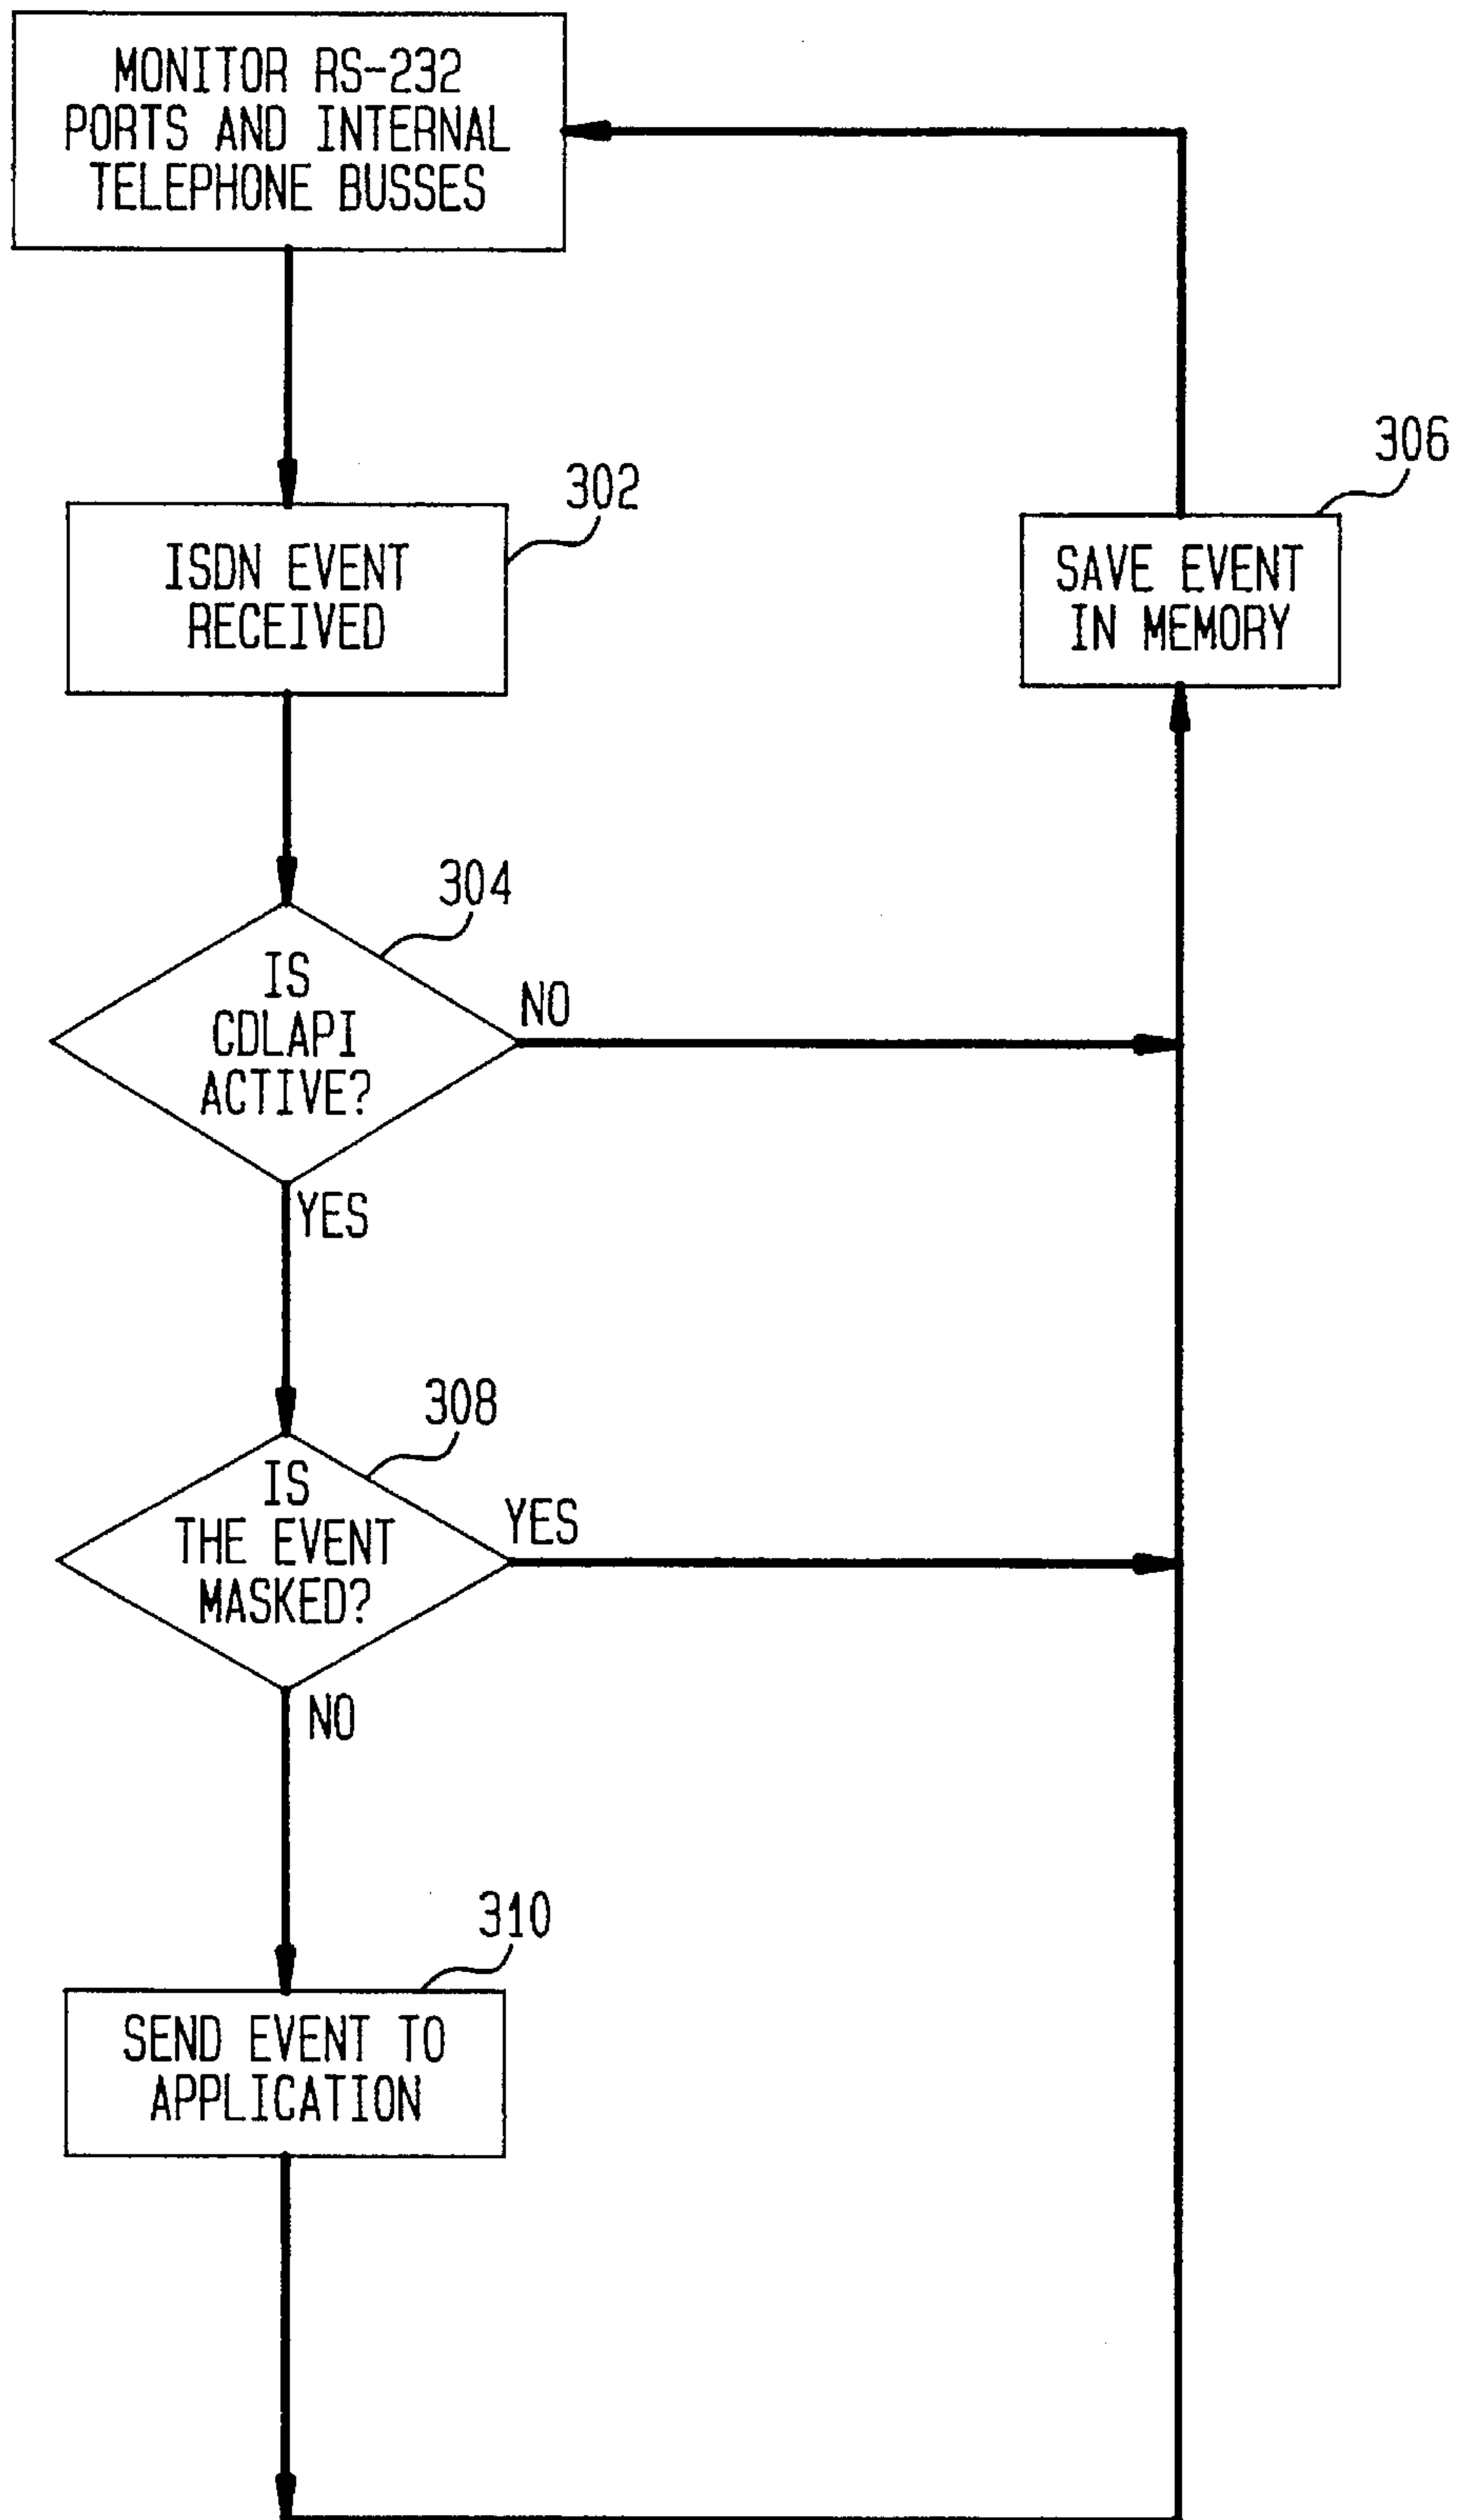 MONITOR RS-232
PORTS AND INTERNAL
TELEPHONE BUSSES
302
ISDN EVENT
RECEIVED
306
SAVE EVENT
IN MEMORY
304
IS
CDLAPI
ACTIVE?
NO
YES
308
IS
THE EVENT
MASKED?
YES
NO
310
SEND EVENT TO
APPLICATION